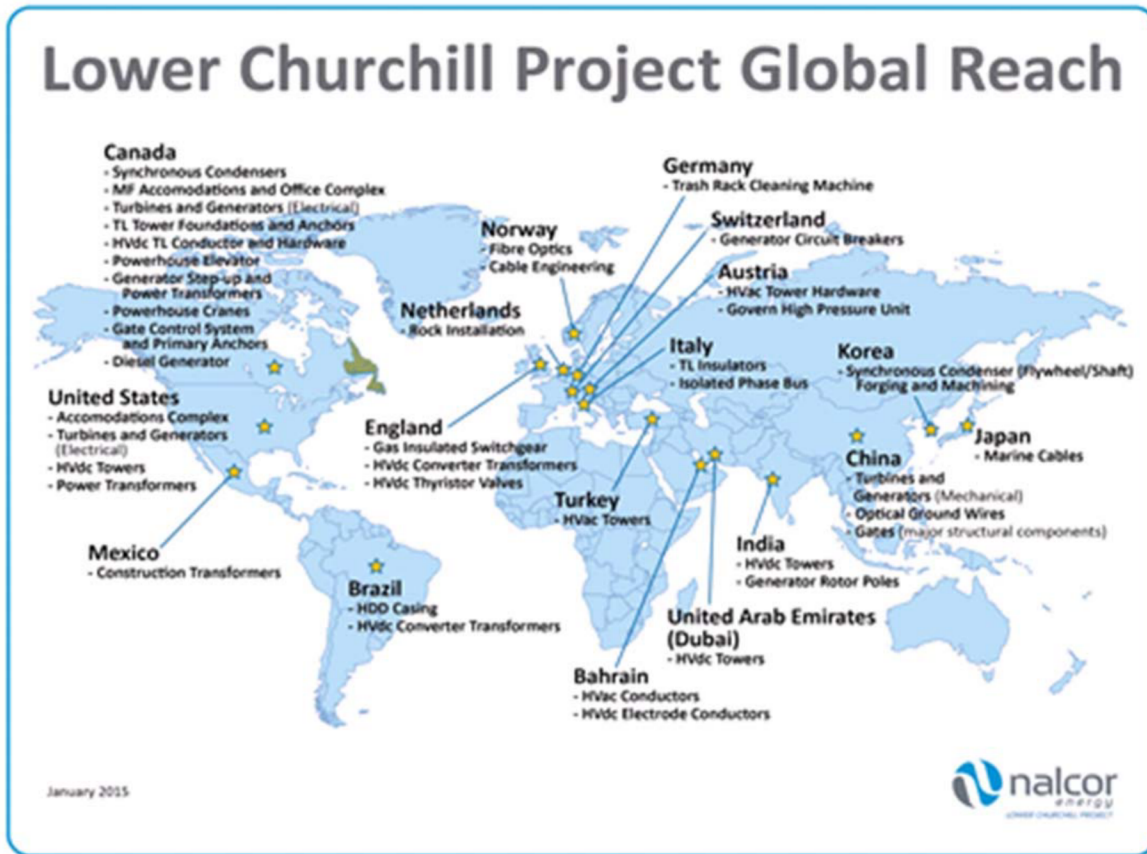 Lower Churchill Project Global Reach
Canada
- Synchronous Condensers
- MF Accomodations and Office Complex
- Turbines and Generators (Electrical)
- TL Tower Foundations and Anchors
- HVdc TL Conductor and Hardware
- Powerhouse Elevator
- Generator Step-up and
Power Transformers
- Powerhouse Cranes
- Gate Control System
and Primary Anchors
- Diesel Generator
United States
- Accomodations Complex
- Turbines and Generators
(Electrical)
- HVdc Towers
- Power Transformers
Mexico
- Construction Transformers
Brazil
- HDD Casing
- HVdc Converter Transformers
Norway
- Fibre Optics
- Cable Engineering
Netherlands
- Rock Installation
England
- Gas Insulated Switchgear
- HVdc Converter Transformers
- HVdc Thyristor Valves
Germany
- Trash Rack Cleaning Machine
Switzerland
- Generator Circuit Breakers
Austria
- HVac Tower Hardware
- Govern High Pressure Unit
Italy
- TL Insulators
- Isolated Phase Bus
Turkey
- HVac Towers
Bahrain
- HVac Conductors
- HVdc Electrode Conductors
United Arab Emirates
(Dubai)
- HVdc Towers
India
- HVdc Towers
- Generator Rotor Poles
Korea
- Synchronous Condenser (Flywheel/Shaft)
Forging and Machining
Japan
- Marine Cables
China
- Turbines and
Generators (Mechanical)
- Optical Ground Wires
- Gates (major structural components)
January 2015
nalcor
energy
LOWER CHURCHILL PROJECT